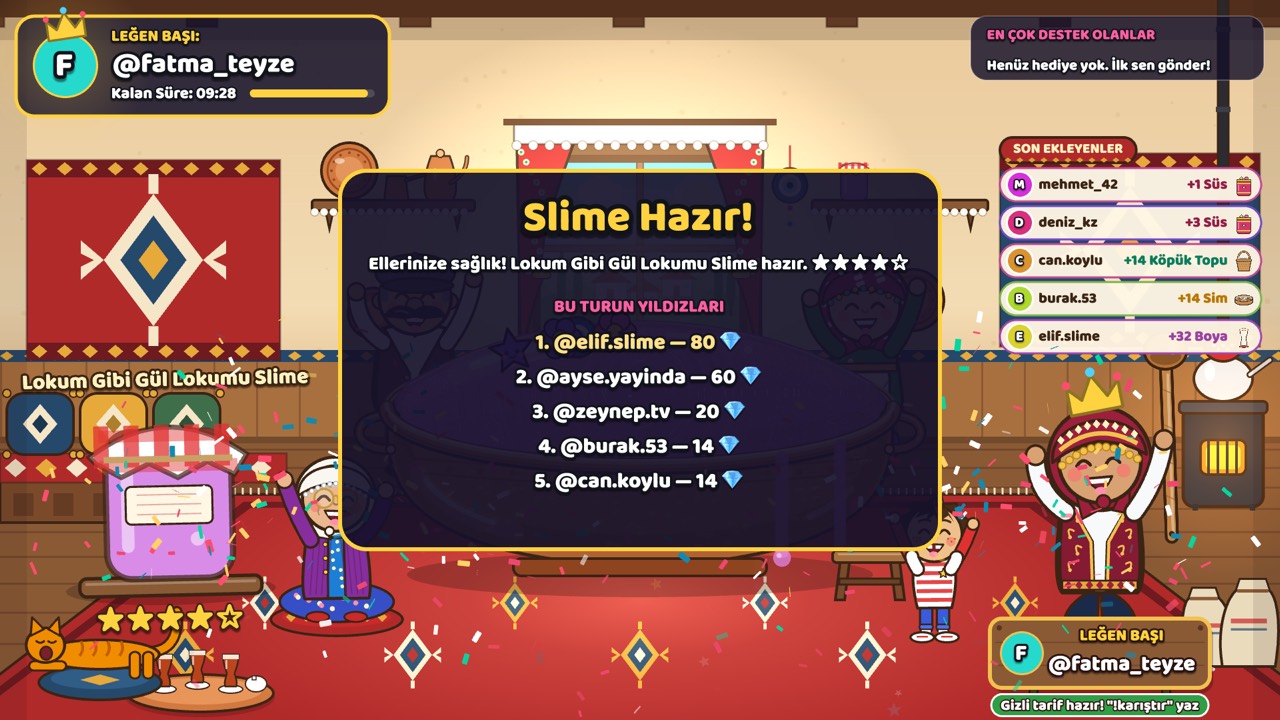 LEĞEN BAŞI:
F
@fatma_teyze
Kalan Süre: 09:28
EN ÇOK DESTEK OLANLAR
Henüz hediye yok. İlk sen gönder!
SON EKLEYENLER
M mehmet_42 +1 Süs
D deniz_kz +3 Süs
C can.koylu +14 Köpük Topu
B burak.53 +14 Sim
E elif.slime +32 Boya
Slime Hazır!
Ellerinize sağlık! Lokum Gibi Gül Lokumu Slime hazır. ★★★★☆
BU TURUN YILDIZLARI
1. @elif.slime — 80 💎
2. @ayse.yayinda — 60 💎
3. @zeynep.tv — 20 💎
4. @burak.53 — 14 💎
5. @can.koylu — 14 💎
Lokum Gibi Gül Lokumu Slime
LEĞEN BAŞI
F
@fatma_teyze
Gizli tarif hazır! "!karıştır" yaz